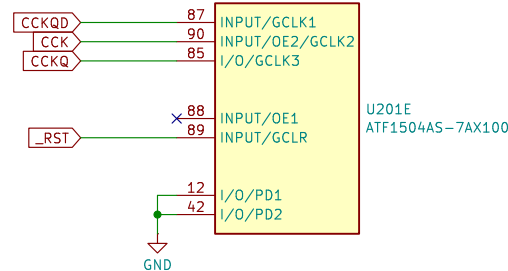 CCKQD 87 INPUT/GCLK1
CCK 90 INPUT/OE2/GCLK2
CCKQ 85 I/O/GCLK3
88 INPUT/OE1
_RST 89 INPUT/GCLR
U201E
ATF1504AS-7AX100
12 I/O/PD1
42 I/O/PD2
GND